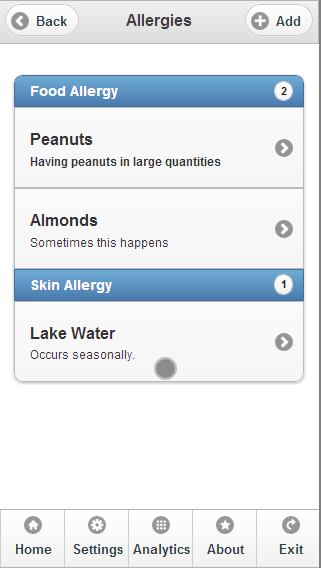 Back
Allergies
Add
Food Allergy 2
Peanuts
Having peanuts in large quantities
Almonds
Sometimes this happens
Skin Allergy 1
Lake Water
Occurs seasonally.
Home Settings Analytics About Exit